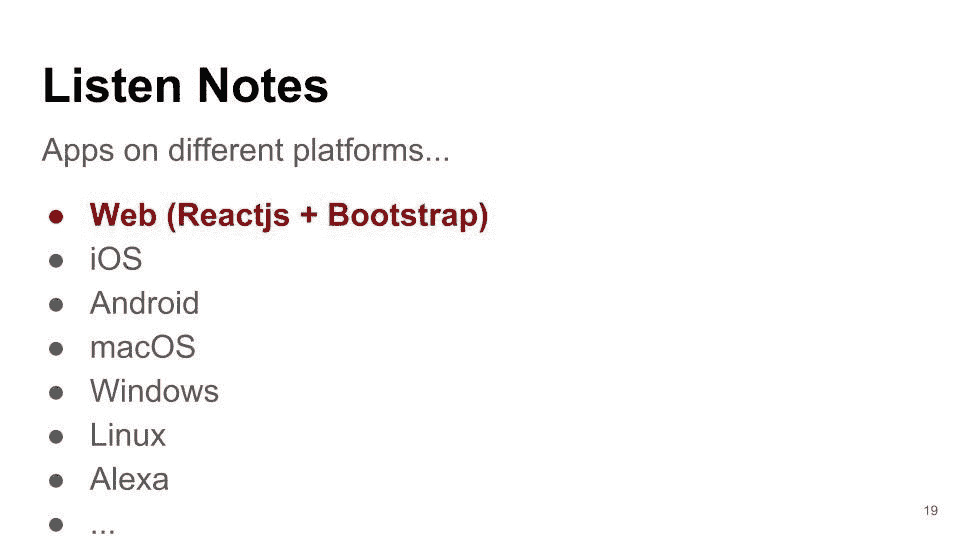 Listen Notes
Apps on different platforms...
● Web (Reactjs + Bootstrap)
● iOS
● Android
● macOS
● Windows
● Linux
● Alexa
● ...
19